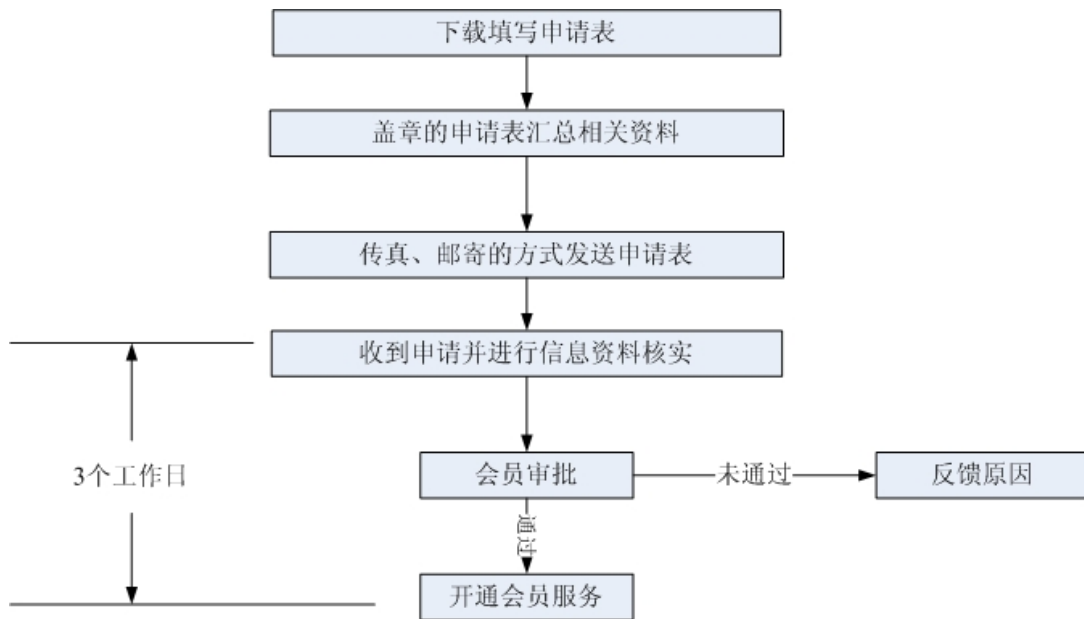 下载填写申请表
盖章的申请表汇总相关资料
传真、邮寄的方式发送申请表
收到申请并进行信息资料核实
3个工作日
会员审批
未通过
反馈原因
通过
开通会员服务